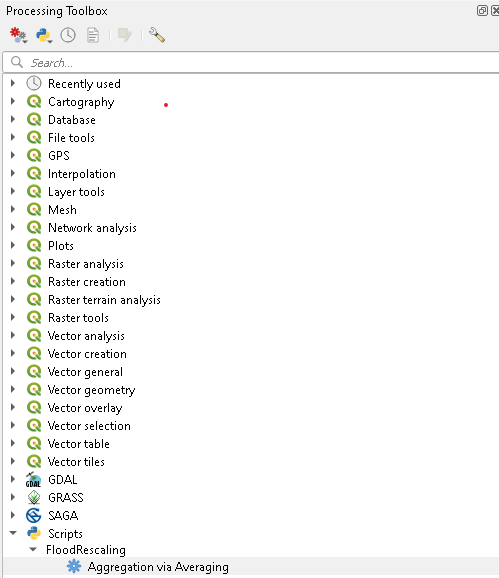 Processing Toolbox
Search...
Recently used
Cartography
Database
File tools
GPS
Interpolation
Layer tools
Mesh
Network analysis
Plots
Raster analysis
Raster creation
Raster terrain analysis
Raster tools
Vector analysis
Vector creation
Vector general
Vector geometry
Vector overlay
Vector selection
Vector table
Vector tiles
GDAL GDAL
GRASS
SAGA
Scripts
FloodRescaling
Aggregation via Averaging